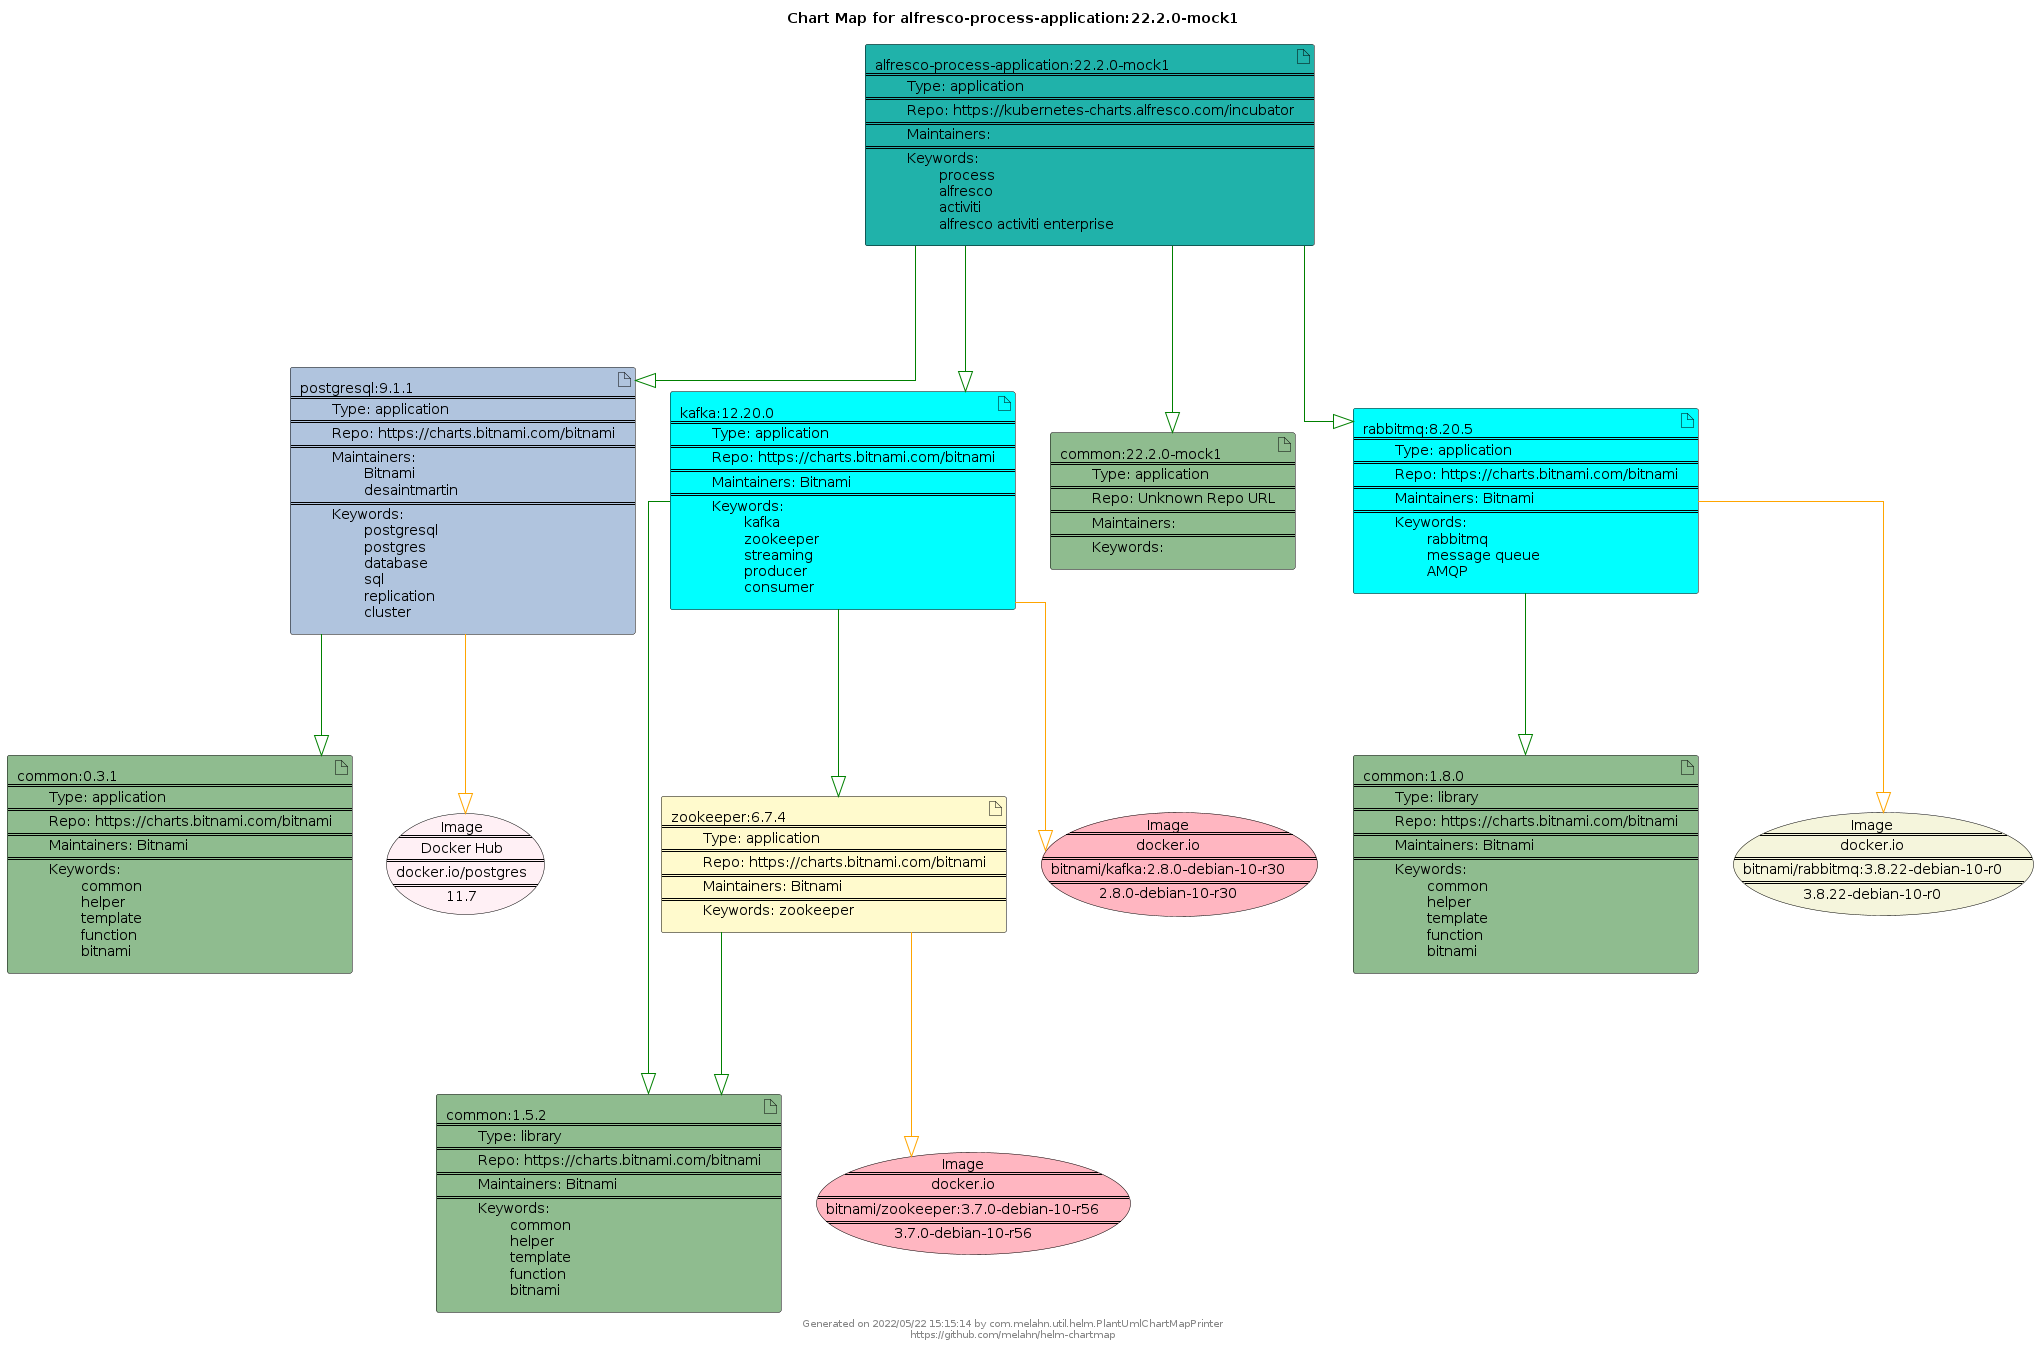 Chart Map for alfresco-process-application:22.2.0-mock1
alfresco-process-application:22.2.0-mock1
Type: application
Repo: https://kubernetes-charts.alfresco.com/incubator
Maintainers:
Keywords:
process
alfresco
activiti
alfresco activiti enterprise
postgresql:9.1.1
Type: application
Repo: https://charts.bitnami.com/bitnami
Maintainers:
Bitnami
desaintmartin
Keywords:
postgresql
postgres
database
sql
replication
cluster
kafka:12.20.0
Type: application
Repo: https://charts.bitnami.com/bitnami
Maintainers: Bitnami
Keywords:
kafka
zookeeper
streaming
producer
consumer
common:22.2.0-mock1
Type: application
Repo: Unknown Repo URL
Maintainers:
Keywords:
rabbitmq:8.20.5
Type: application
Repo: https://charts.bitnami.com/bitnami
Maintainers: Bitnami
Keywords:
rabbitmq
message queue
AMQP
common:0.3.1
Type: application
Repo: https://charts.bitnami.com/bitnami
Maintainers: Bitnami
Keywords:
common
helper
template
function
bitnami
Image
Docker Hub
docker.io/postgres
11.7
zookeeper:6.7.4
Type: application
Repo: https://charts.bitnami.com/bitnami
Maintainers: Bitnami
Keywords: zookeeper
Image
docker.io
bitnami/kafka:2.8.0-debian-10-r30
2.8.0-debian-10-r30
common:1.8.0
Type: library
Repo: https://charts.bitnami.com/bitnami
Maintainers: Bitnami
Keywords:
common
helper
template
function
bitnami
Image
docker.io
bitnami/rabbitmq:3.8.22-debian-10-r0
3.8.22-debian-10-r0
common:1.5.2
Type: library
Repo: https://charts.bitnami.com/bitnami
Maintainers: Bitnami
Keywords:
common
helper
template
function
bitnami
Image
docker.io
bitnami/zookeeper:3.7.0-debian-10-r56
3.7.0-debian-10-r56
Generated on 2022/05/22 15:15:14 by com.melahn.util.helm.PlantUmlChartMapPrinter
https://github.com/melahn/helm-chartmap